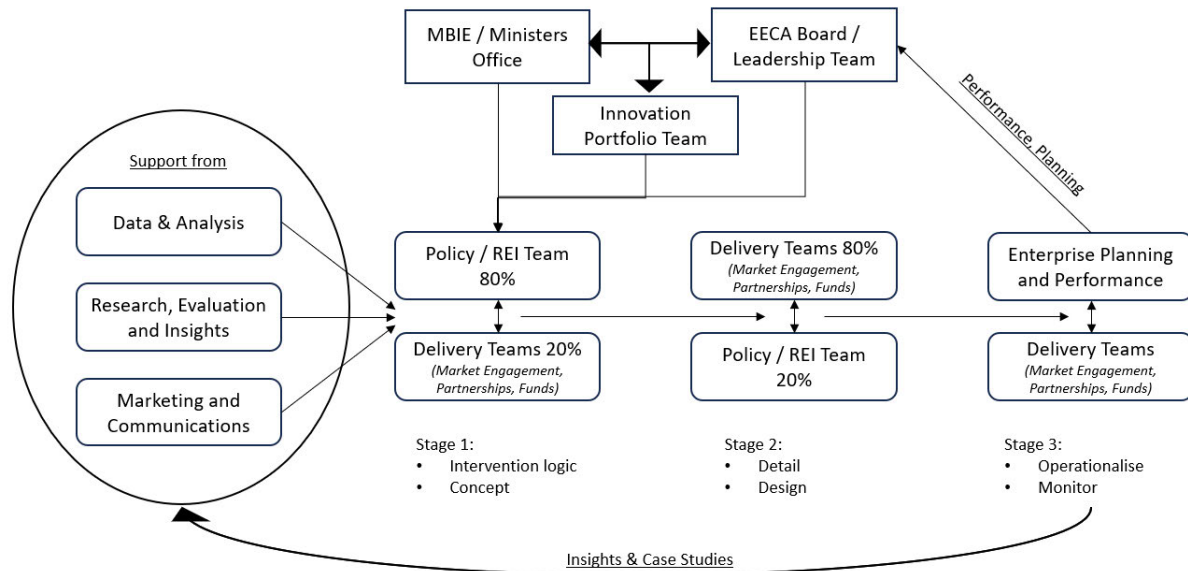 MBIE / Ministers
Office
EECA Board /
Leadership Team
Innovation
Portfolio Team
Performance, Planning
Support from
Data & Analysis
Research, Evaluation
and Insights
Marketing and
Communications
Policy / REI Team
80%
Delivery Teams 20%
(Market Engagement,
Partnerships, Funds)
Delivery Teams 80%
(Market Engagement,
Partnerships, Funds)
Policy / REI Team
20%
Enterprise Planning
and Performance
Delivery Teams
(Market Engagement,
Partnerships, Funds)
Stage 1:
• Intervention logic
• Concept
Stage 2:
• Detail
• Design
Stage 3:
• Operationalise
• Monitor
Insights & Case Studies